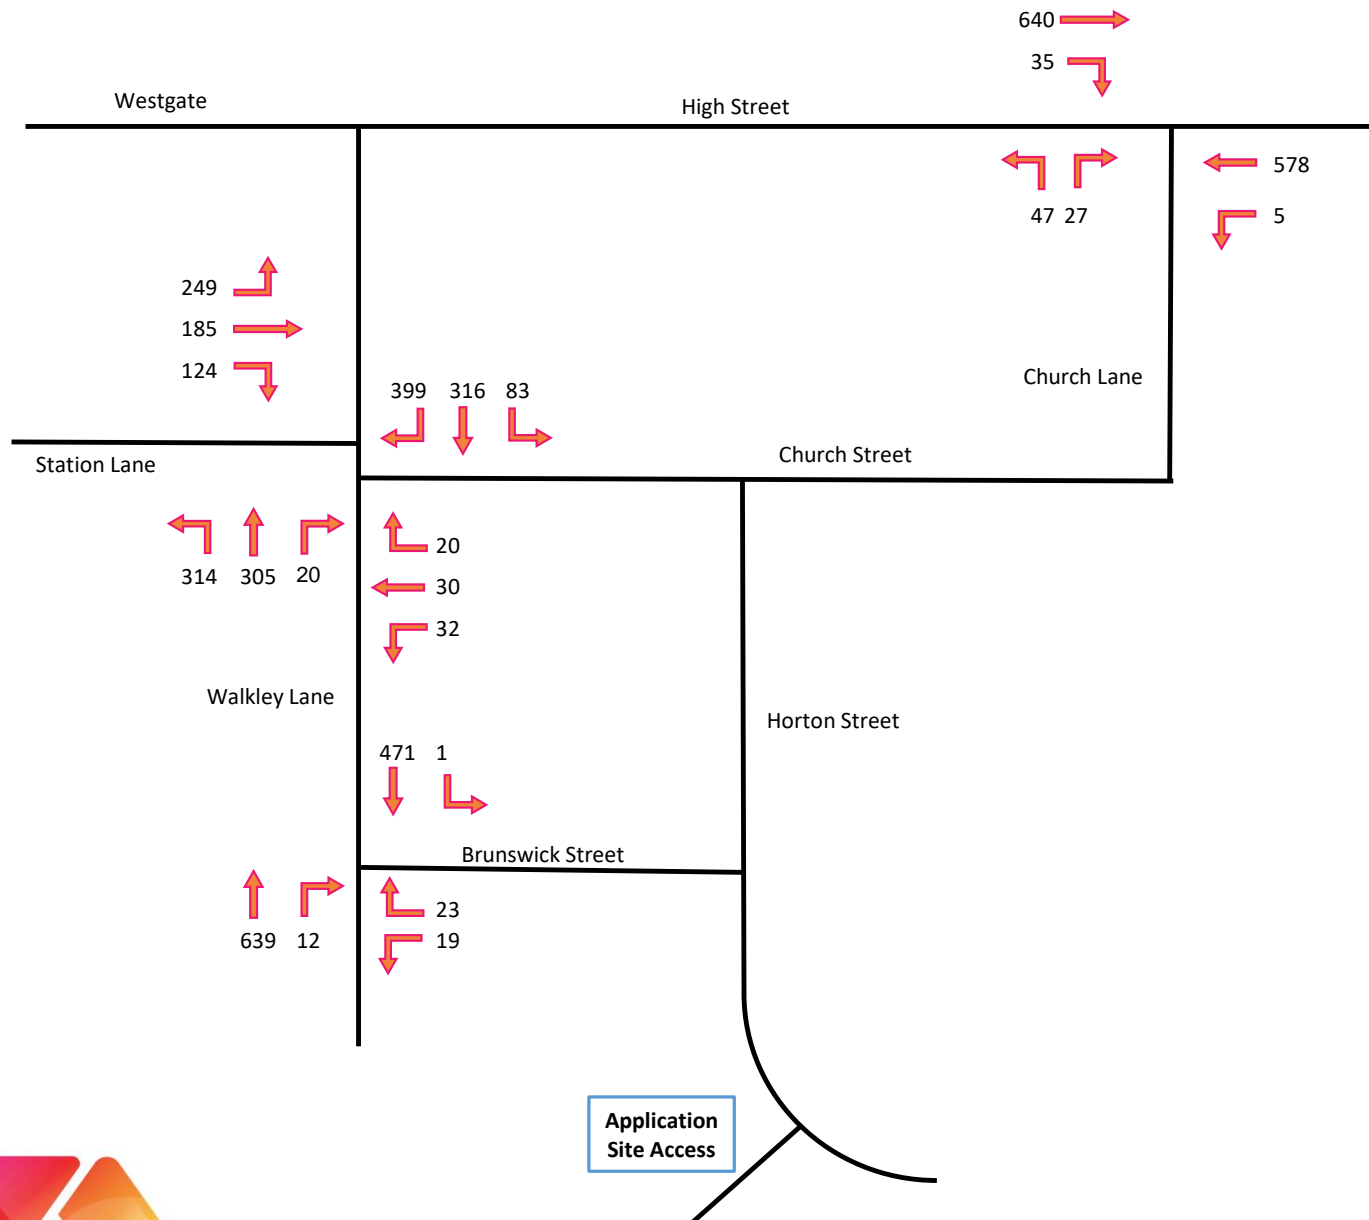 640
35
Westgate
High Street
578
47 27
5
249
185
124
399 316 83
Church Lane
Station Lane
Church Street
314 305 20
20
30
32
Walkley Lane
Horton Street
471 1
Brunswick Street
639 12
23
19
Application
Site Access